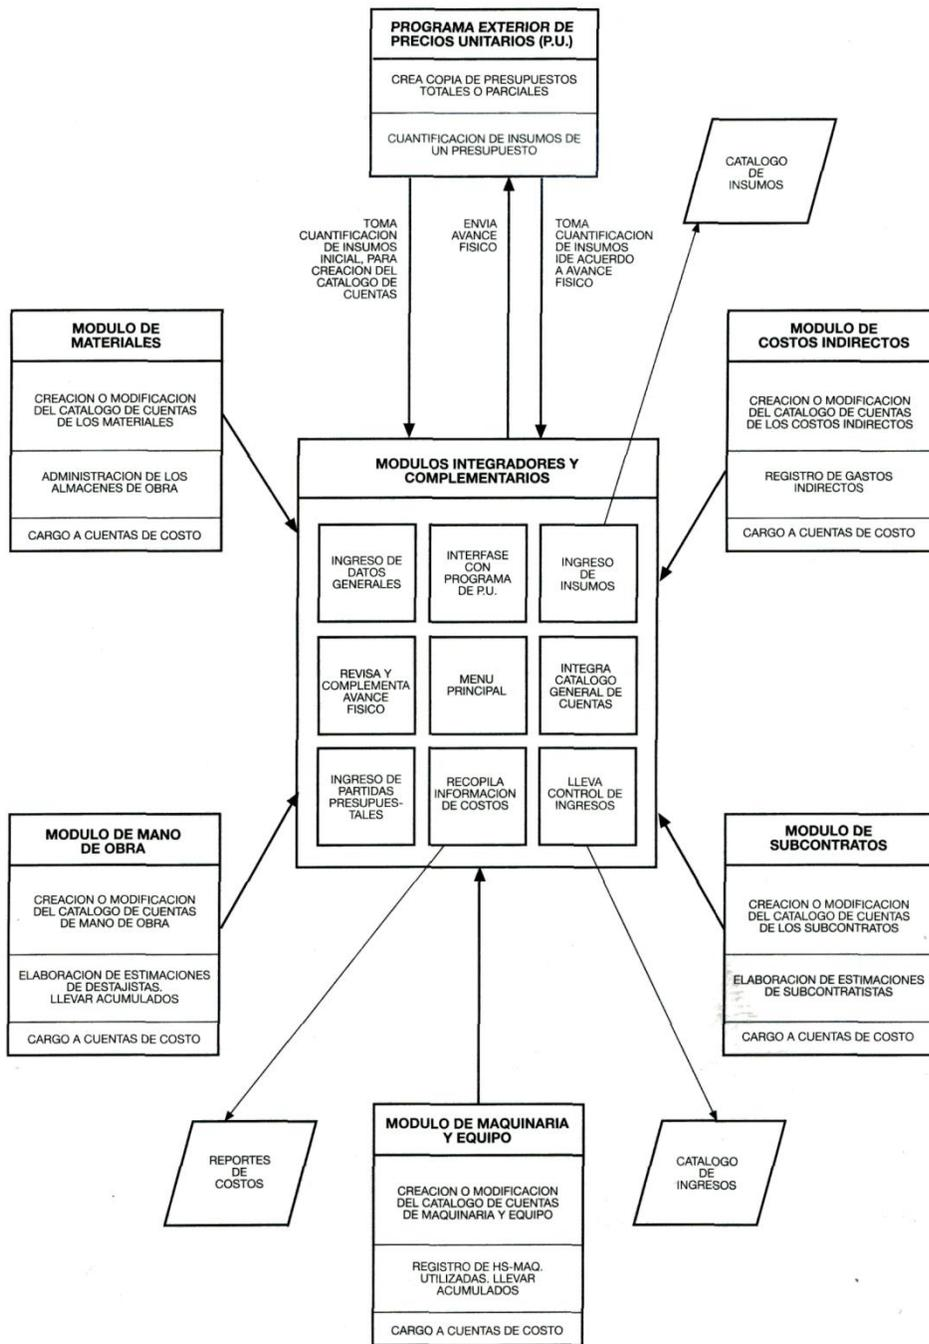 PROGRAMA EXTERIOR DE
PRECIOS UNITARIOS (P.U.)
CREA COPIA DE PRESUPUESTOS
TOTALES O PARCIALES
CUANTIFICACION DE INSUMOS DE
UN PRESUPUESTO
CATALOGO
DE
INSUMOS
TOMA
CUANTIFICACION
DE INSUMOS
INICIAL, PARA
CREACION DEL
CATALOGO DE
CUENTAS
ENVIA
AVANCE
FISICO
TOMA
CUANTIFICACION
DE INSUMOS
IDE ACUERDO
A AVANCE
FISICO
MODULO DE
MATERIALES
CREACION O MODIFICACION
DEL CATALOGO DE CUENTAS
DE LOS MATERIALES
ADMINISTRACION DE LOS
ALMACENES DE OBRA
CARGO A CUENTAS DE COSTO
MODULO DE
COSTOS INDIRECTOS
CREACION O MODIFICACION
DEL CATALOGO DE CUENTAS
DE LOS COSTOS INDIRECTOS
REGISTRO DE GASTOS
INDIRECTOS
CARGO A CUENTAS DE COSTO
MODULOS INTEGRADORES Y
COMPLEMENTARIOS
INGRESO DE
DATOS
GENERALES
INTERFASE
CON
PROGRAMA
DE P.U.
INGRESO
DE
INSUMOS
REVISA Y
COMPLEMENTA
AVANCE
FISICO
MENU
PRINCIPAL
INTEGRA
CATALOGO
GENERAL DE
CUENTAS
INGRESO DE
PARTIDAS
PRESUPUES-
TALES
RECOPILA
INFORMACION
DE COSTOS
LLEVA
CONTROL DE
INGRESOS
MODULO DE MANO
DE OBRA
CREACION O MODIFICACION
DEL CATALOGO DE CUENTAS
DE MANO DE OBRA
ELABORACION DE ESTIMACIONES
DE DESTAJISTAS.
LLEVAR ACUMULADOS
CARGO A CUENTAS DE COSTO
MODULO DE
SUBCONTRATOS
CREACION O MODIFICACION
DEL CATALOGO DE CUENTAS
DE LOS SUBCONTRATOS
ELABORACION DE ESTIMACIONES
DE SUBCONTRATISTAS
CARGO A CUENTAS DE COSTO
REPORTES
DE
COSTOS
MODULO DE MAQUINARIA
Y EQUIPO
CREACION O MODIFICACION
DEL CATALOGO DE CUENTAS
DE MAQUINARIA Y EQUIPO
REGISTRO DE HS-MAQ.
UTILIZADAS. LLEVAR
ACUMULADOS
CARGO A CUENTAS DE COSTO
CATALOGO
DE
INGRESOS